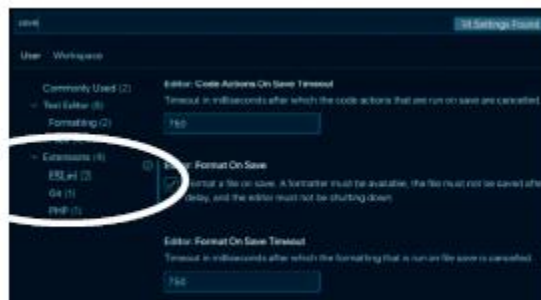 save
18 Settings Found
User Workspace
Commonly Used (2)
Text Editor (8)
Formatting (2)
Extensions (4)
ESLint (2)
Git (1)
PHP (1)
Editor: Code Actions On Save Timeout
Timeout in milliseconds after which the code actions that are run on save are cancelled.
750
Editor: Format On Save
Format a file on save. A formatter must be available, the file must not be saved after
delay, and the editor must not be shutting down.
Editor: Format On Save Timeout
Timeout in milliseconds after which the formatting that is run on file save is cancelled.
750